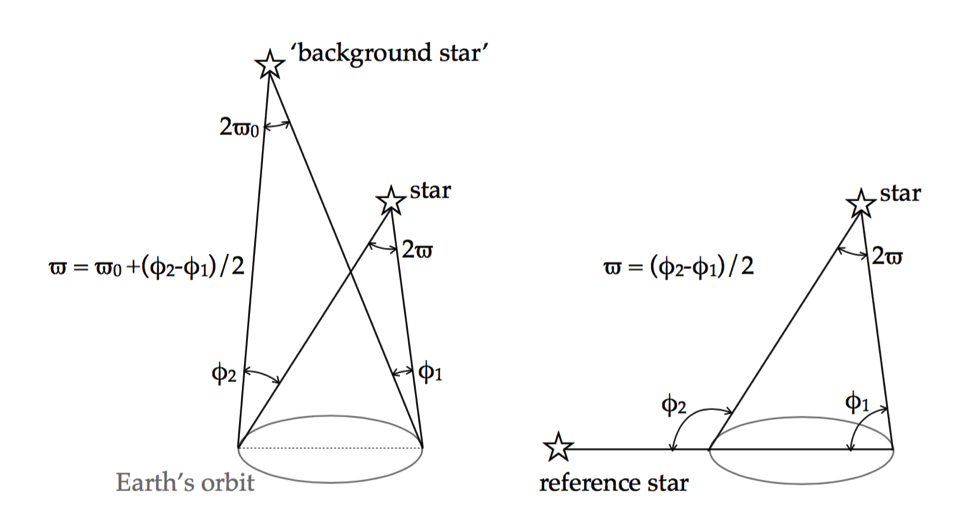 'background star'
2ϖ0
star
2ϖ
ϖ = ϖ0 +(ϕ2-ϕ1)/2
ϕ2
ϕ1
Earth's orbit
star
2ϖ
ϖ = (ϕ2-ϕ1)/2
ϕ2
ϕ1
reference star